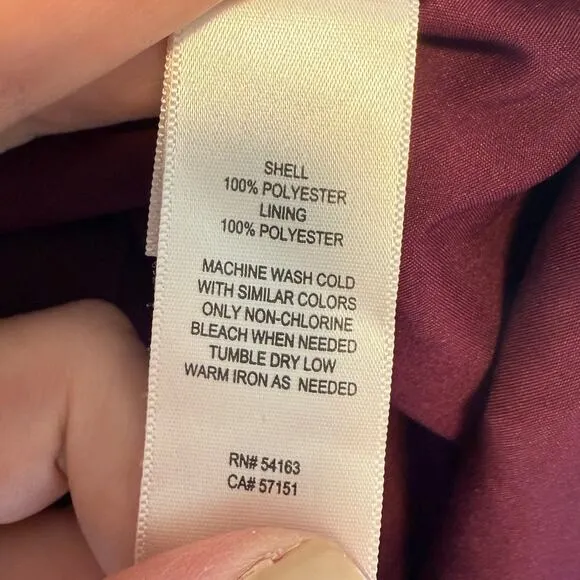 SHELL
100% POLYESTER
LINING
100% POLYESTER
MACHINE WASH COLD
WITH SIMILAR COLORS
ONLY NON-CHLORINE
BLEACH WHEN NEEDED
TUMBLE DRY LOW
WARM IRON AS NEEDED
RN# 54163
CA# 57151